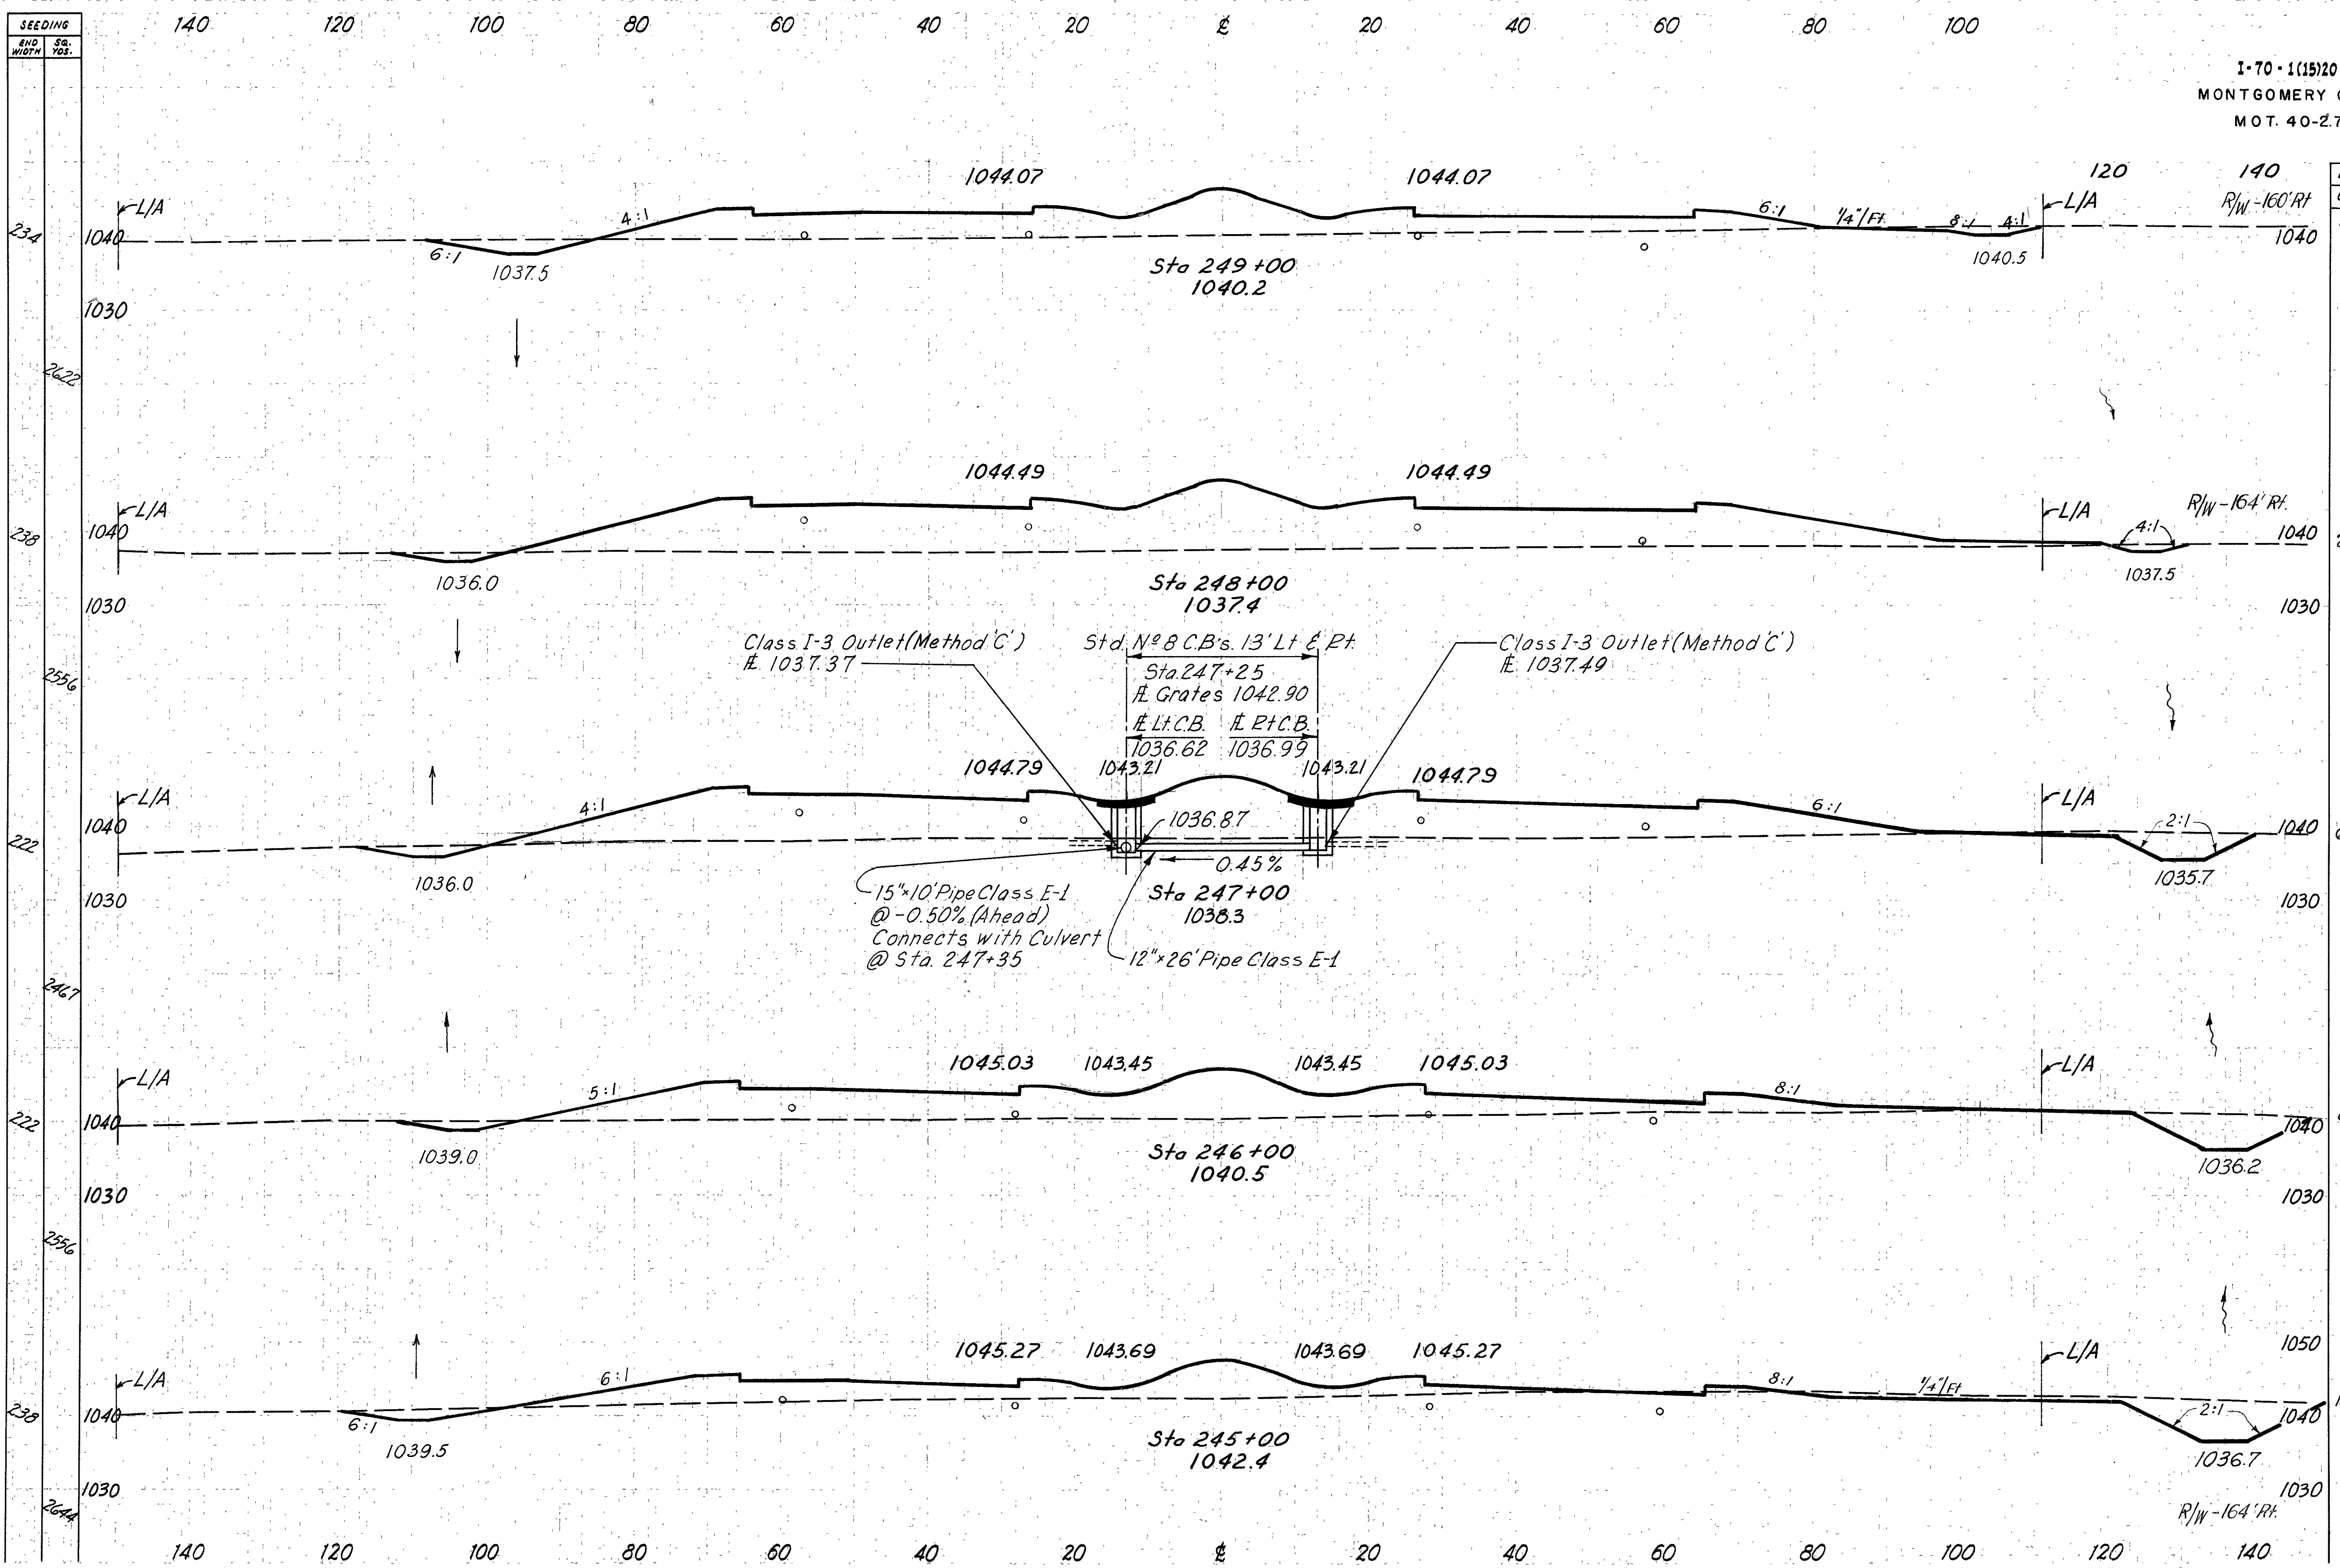 SEEDING
END WIDTH
SQ. YDS.
140 120 100 80 60 40 20 ℄ 20 40 60 80 100
I-70-1(15)20
MONTGOMERY
MOT. 40-2.7
120 140
1044.07 1044.07
L/A L/A
R/W-160' Rt
234
1040
4:1
6:1
1037.5
6:1
1/4"/Ft.
8:1
4:1
1040.5
1040
Sta 249+00
1040.2
1030
2622
1044.49 1044.49
L/A L/A
R/W-164' Rt.
238
1040
1036.0
4:1
1037.5
1040
Sta 248+00
1037.4
1030 1030
Class I-3 Outlet (Method 'C')
FL 1037.37
Std. Nº 8 C.B's. 13' Lt & Rt.
Sta. 247+25
FL Grates 1042.90
FL Lt C.B. FL Rt C.B.
1036.62 1036.99
Class I-3 Outlet (Method 'C')
FL 1037.49
2556
1044.79 1043.21 1043.21 1044.79
L/A L/A
222
1040
4:1
1036.0
1036.87
0.45%
6:1
2:1
1035.7
1040
Sta 247+00
1038.3
1030 1030
15"x10' Pipe Class E-1
@ -0.50% (Ahead)
Connects with Culvert
@ Sta. 247+35
12"x26' Pipe Class E-1
2467
1045.03 1043.45 1043.45 1045.03
L/A L/A
222
1040
5:1
1039.0
8:1
1036.2
1040
Sta 246+00
1040.5
1030 1030
2556
1045.27 1043.69 1043.69 1045.27
1050
L/A L/A
238
1040
6:1
6:1
1039.5
8:1
1/4"/Ft
2:1
1036.7
1040
Sta 245+00
1042.4
1030 1030
2644
R/W-164' Rt.
140 120 100 80 60 40 20 ℄ 20 40 60 80 100 120 140